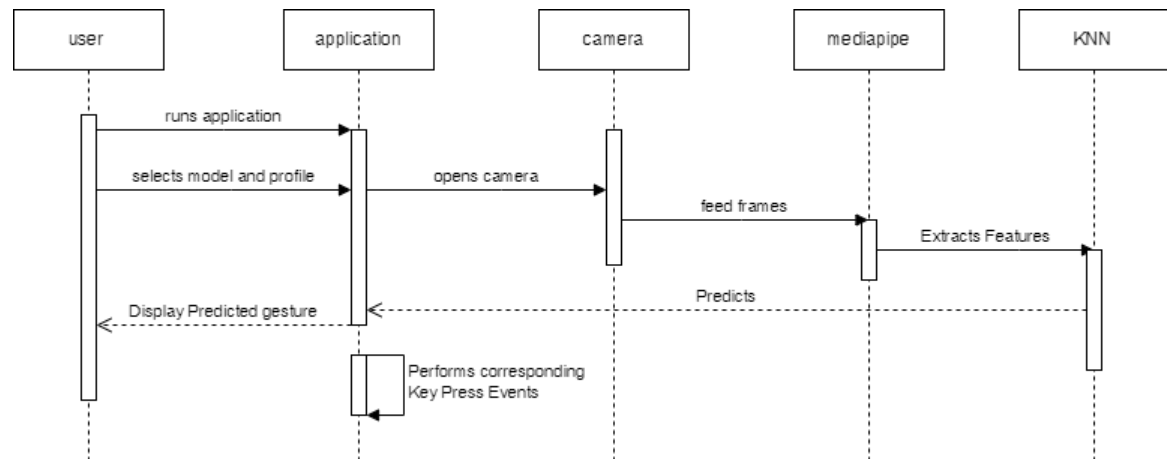 user
application
camera
mediapipe
KNN
runs application
selects model and profile
opens camera
feed frames
Extracts Features
Predicts
Display Predicted gesture
Performs corresponding
Key Press Events